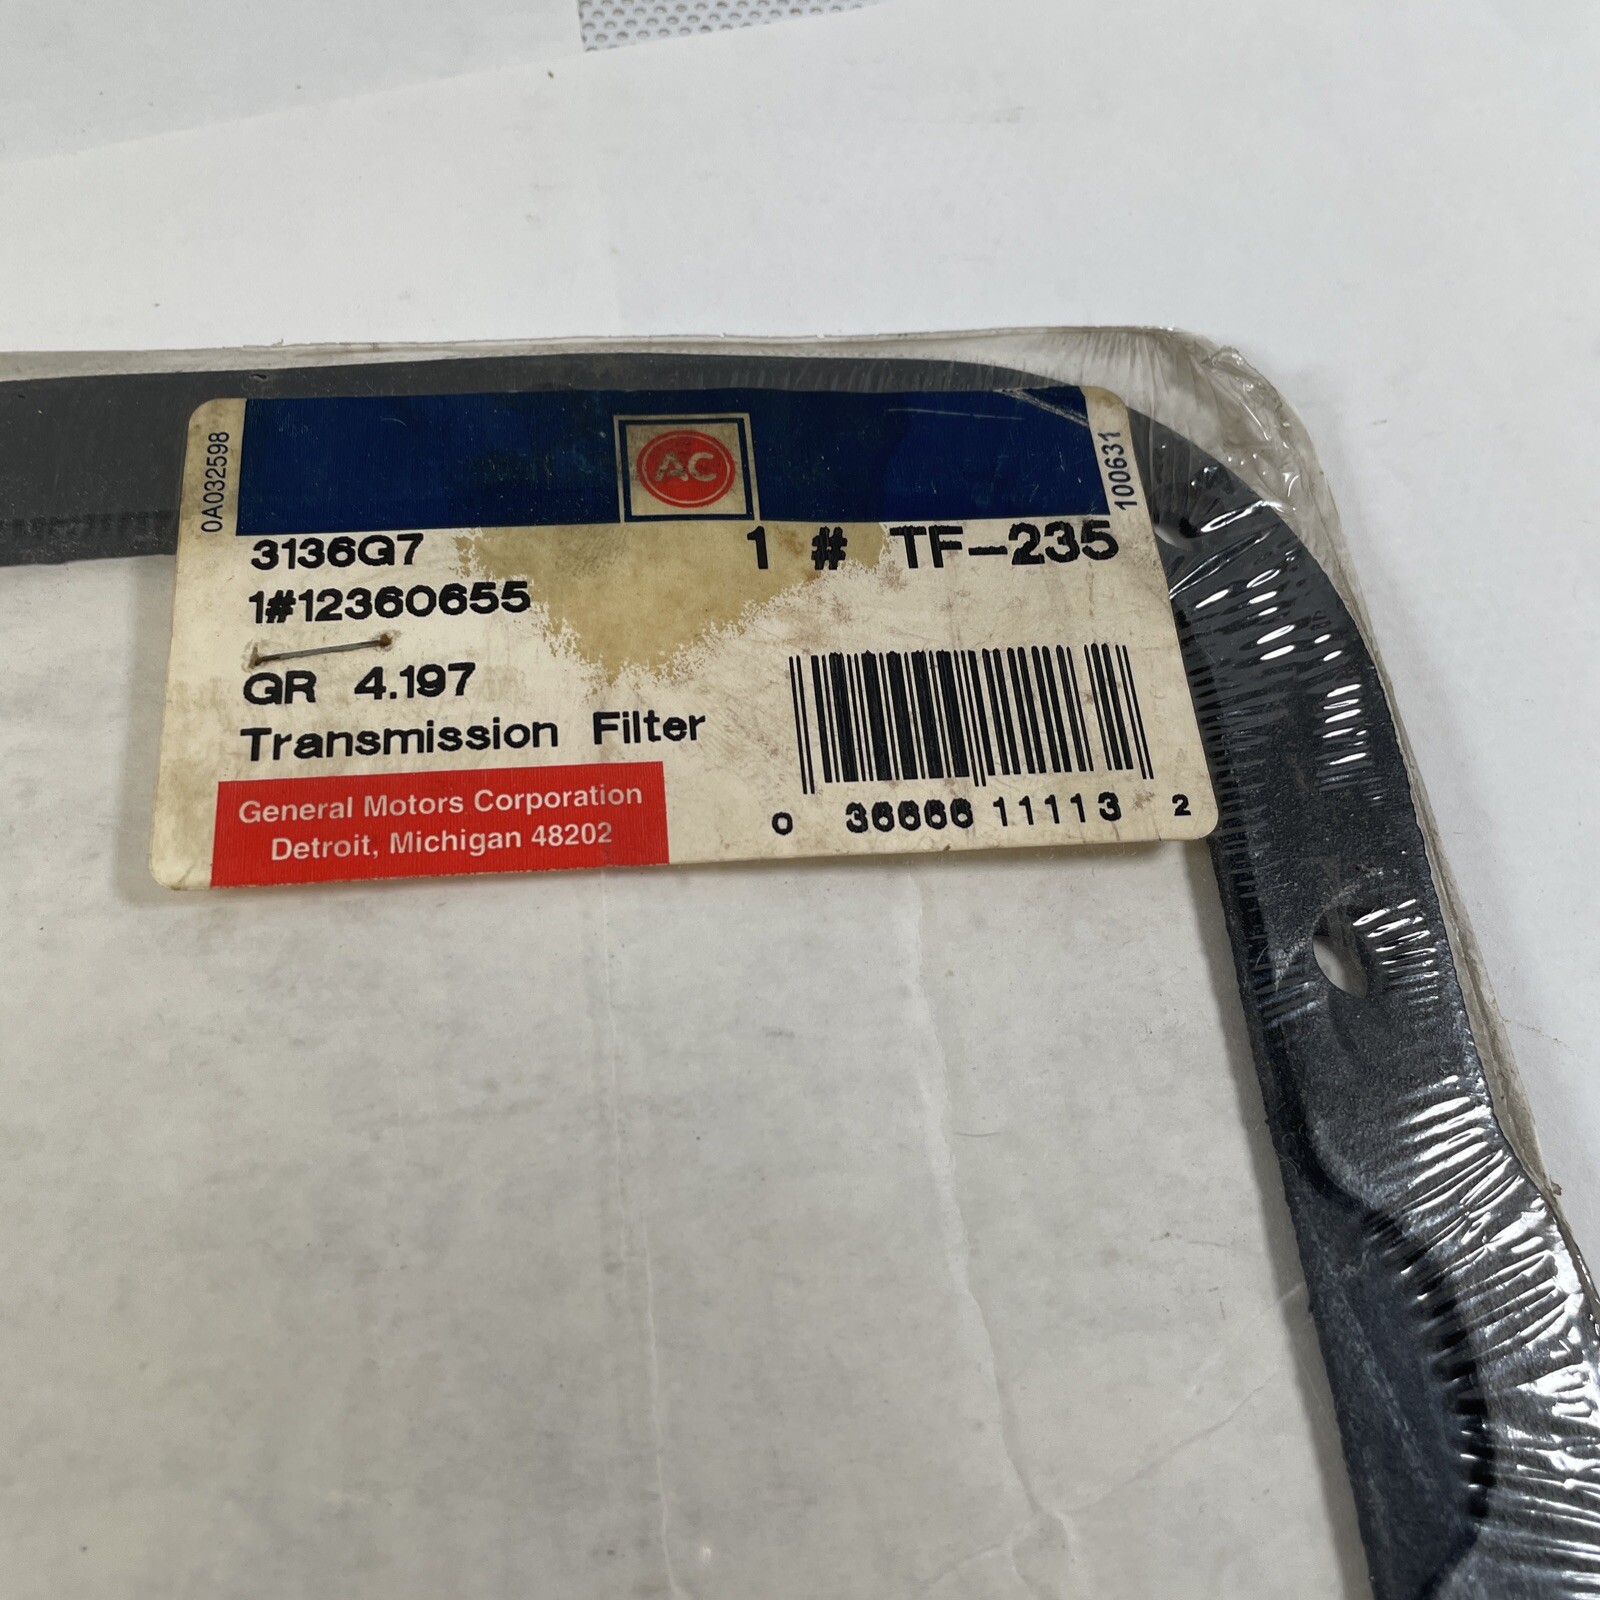 0A032598
AC
100631
3136G7
1 # TF-235
1#12360655
GR 4.197
Transmission Filter
General Motors Corporation
Detroit, Michigan 48202
0 36666 11113 2